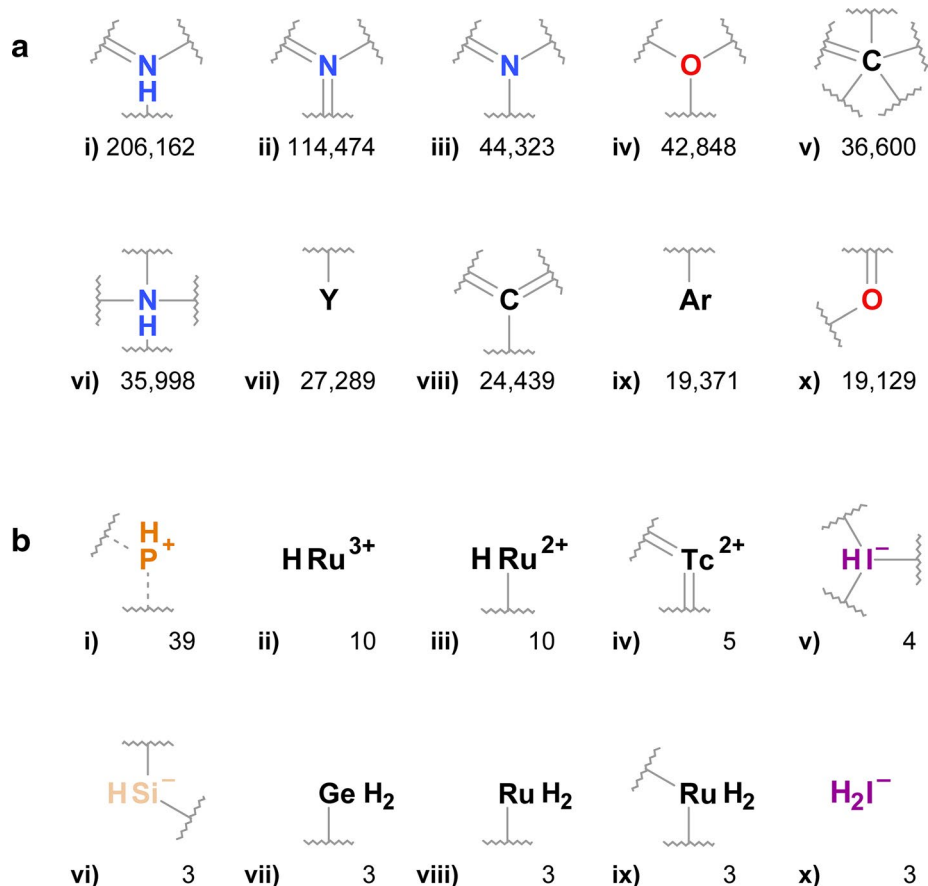 a
N
H
N
N
O
C
i) 206,162
ii) 114,474
iii) 44,323
iv) 42,848
v) 36,600
N
H
Y
C
Ar
O
vi) 35,998
vii) 27,289
viii) 24,439
ix) 19,371
x) 19,129
b
H
P+
H Ru3+
H Ru2+
Tc2+
H I−
i) 39
ii) 10
iii) 10
iv) 5
v) 4
H Si−
Ge H2
Ru H2
Ru H2
H2I−
vi) 3
vii) 3
viii) 3
ix) 3
x) 3